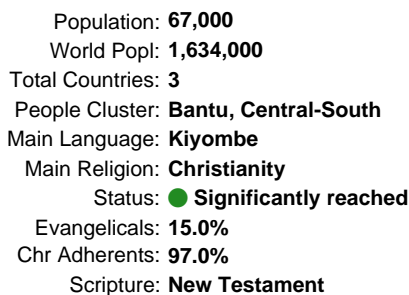 Population: 67,000
World Popl: 1,634,000
Total Countries: 3
People Cluster: Bantu, Central-South
Main Language: Kiyombe
Main Religion: Christianity
Status: Significantly reached
Evangelicals: 15.0%
Chr Adherents: 97.0%
Scripture: New Testament